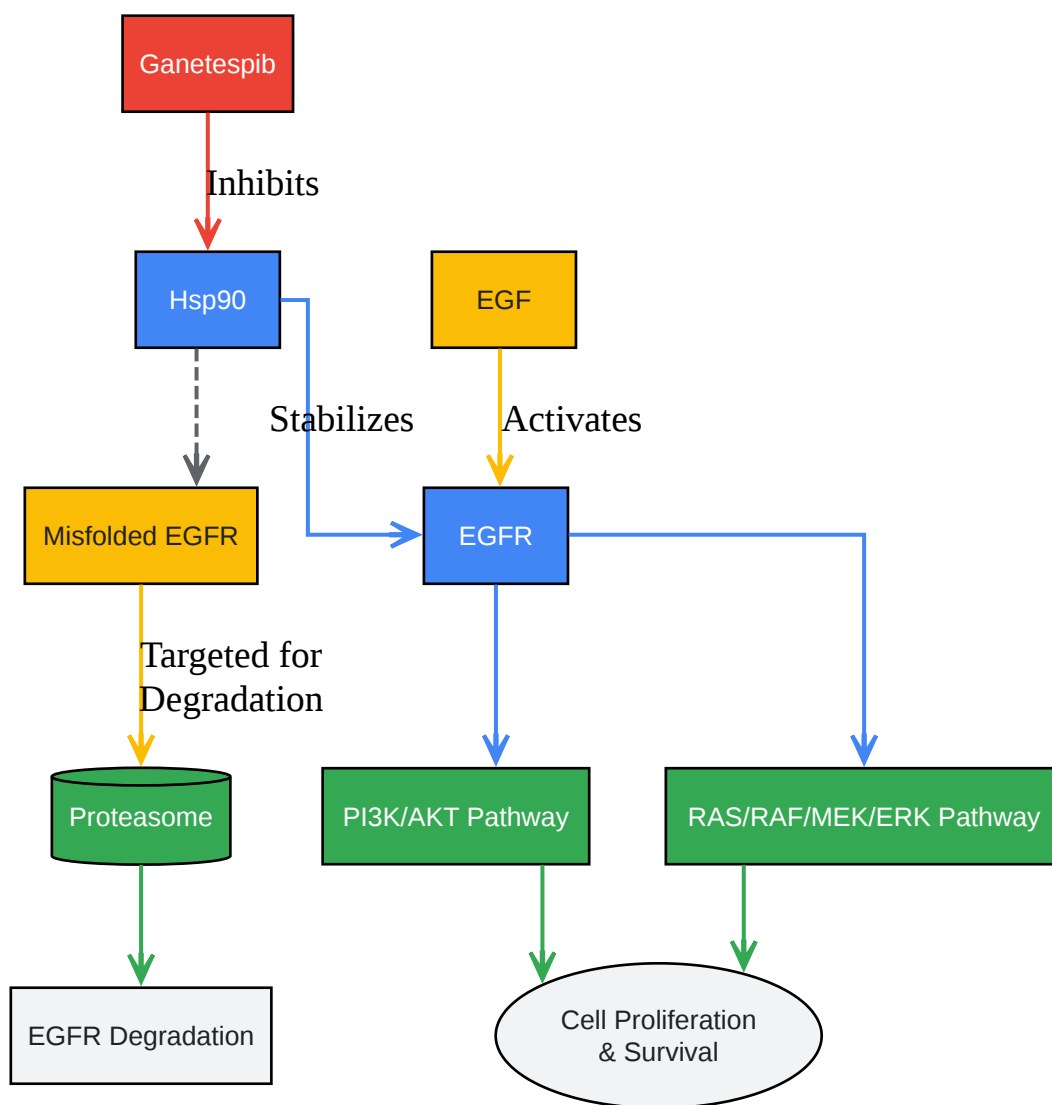 Ganetespib
Inhibits
Hsp90
EGF
Stabilizes
Activates
Misfolded EGFR
EGFR
Targeted for
Degradation
Proteasome
PI3K/AKT Pathway
RAS/RAF/MEK/ERK Pathway
EGFR Degradation
Cell Proliferation
& Survival